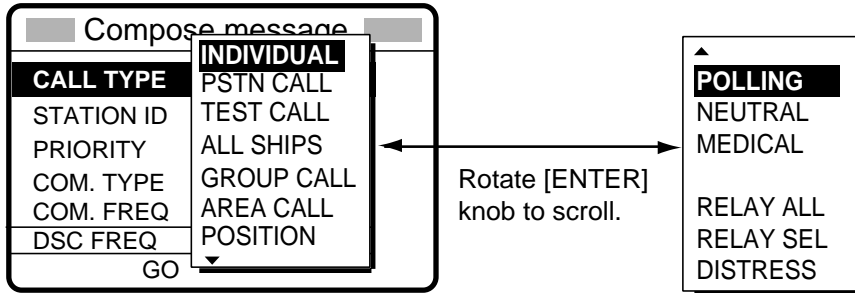 Compose message
CALL TYPE
STATION ID
PRIORITY
COM. TYPE
COM. FREQ
DSC FREQ
GO
INDIVIDUAL
PSTN CALL
TEST CALL
ALL SHIPS
GROUP CALL
AREA CALL
POSITION
Rotate [ENTER]
knob to scroll.
POLLING
NEUTRAL
MEDICAL
RELAY ALL
RELAY SEL
DISTRESS